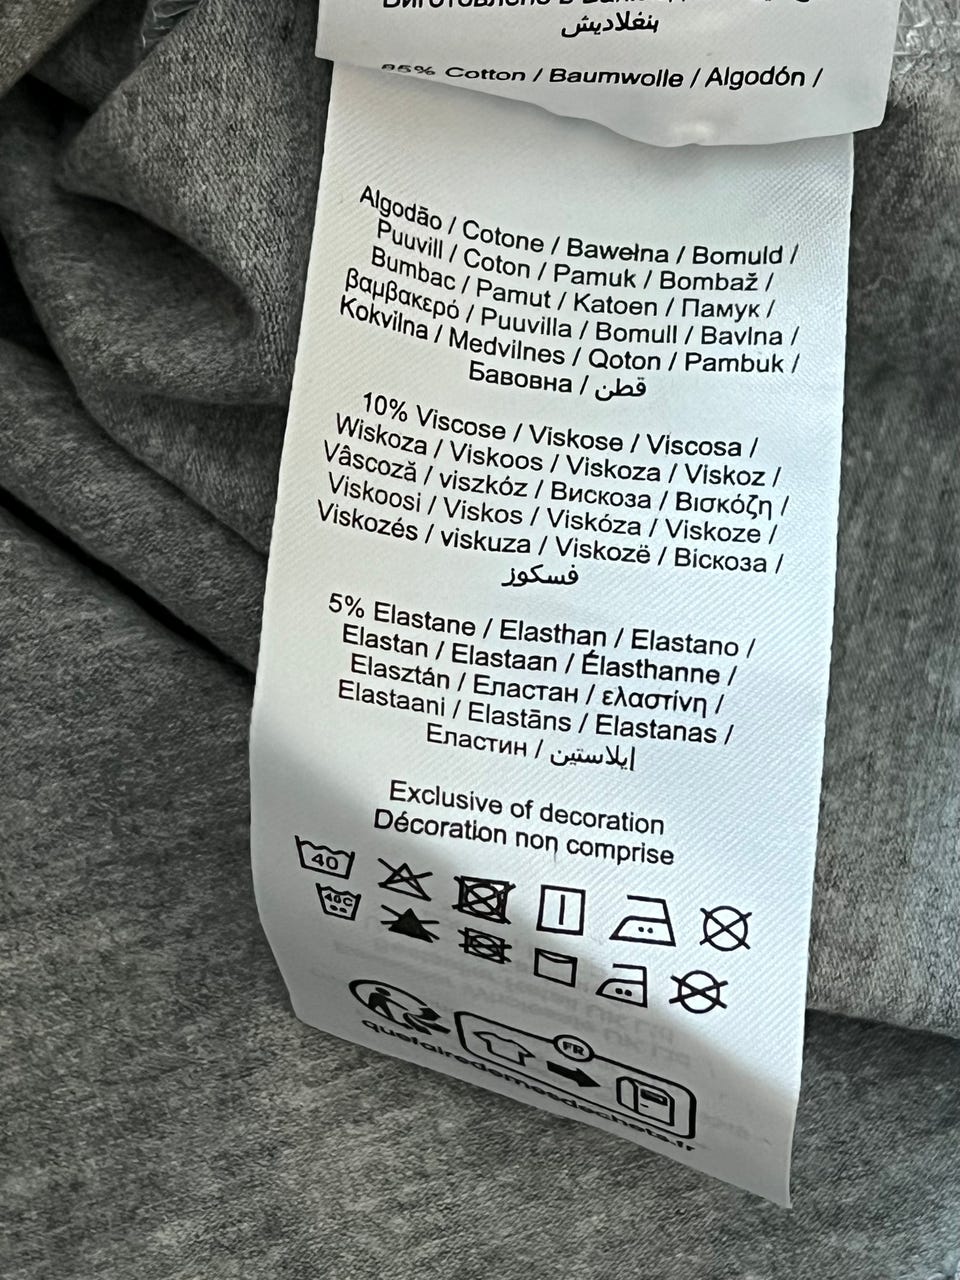 بنغلاديش
85% Cotton / Baumwolle / Algodón /
Algodão / Cotone / Bawełna / Bomuld /
Puuvill / Coton / Pamuk / Bombaž /
Bumbac / Pamut / Katoen / Памук /
βαμβακερό / Puuvilla / Bomull / Bavlna /
Kokvilna / Medvilnes / Qoton / Pambuk /
Бавовна / قطن
10% Viscose / Viskose / Viscosa /
Wiskoza / Viskoos / Viskoza / Viskoz /
Vâscoză / viszkóz / Вискоза / Βισκόζη /
Viskoosi / Viskos / Viskóza / Viskoze /
Viskozés / viskuza / Viskozë / Віскоза /
فسكوز
5% Elastane / Elasthan / Elastano /
Elastan / Elastaan / Élasthanne /
Elasztán / Еластан / ελαστίνη /
Elastaani / Elastāns / Elastanas /
Еластин / إيلاستين
Exclusive of decoration
Décoration non comprise
40
40C
FR
quefairedemesdechets.fr